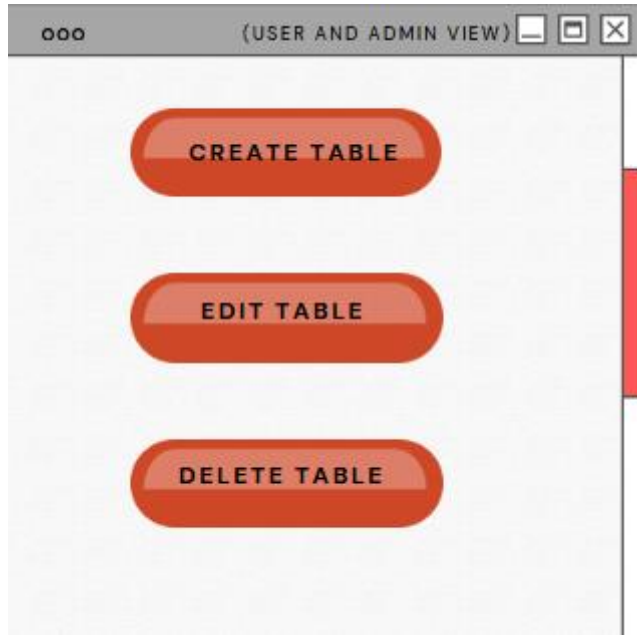 ooo
(USER AND ADMIN VIEW)
CREATE TABLE
EDIT TABLE
DELETE TABLE